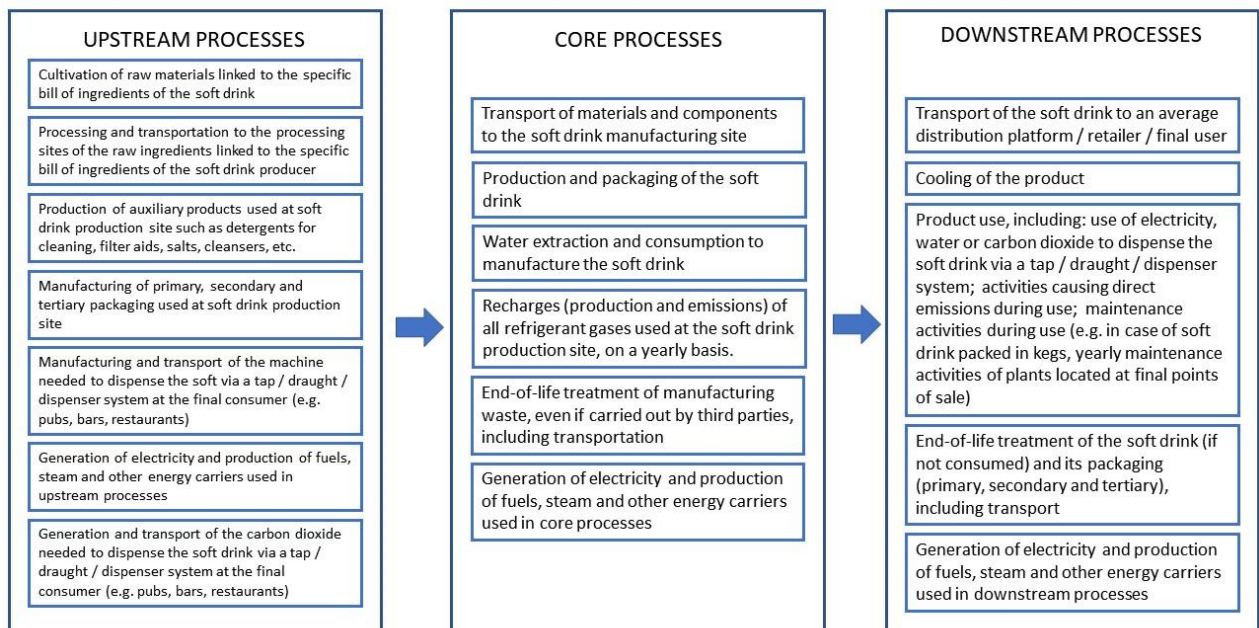 UPSTREAM PROCESSES
Cultivation of raw materials linked to the specific
bill of ingredients of the soft drink
Processing and transportation to the processing
sites of the raw ingredients linked to the specific
bill of ingredients of the soft drink producer
Production of auxiliary products used at soft
drink production site such as detergents for
cleaning, filter aids, salts, cleansers, etc.
Manufacturing of primary, secondary and
tertiary packaging used at soft drink production
site
Manufacturing and transport of the machine
needed to dispense the soft via a tap / draught /
dispenser system at the final consumer (e.g.
pubs, bars, restaurants)
Generation of electricity and production of fuels,
steam and other energy carriers used in
upstream processes
Generation and transport of the carbon dioxide
needed to dispense the soft drink via a tap /
draught / dispenser system at the final
consumer (e.g. pubs, bars, restaurants)
CORE PROCESSES
Transport of materials and components
to the soft drink manufacturing site
Production and packaging of the soft
drink
Water extraction and consumption to
manufacture the soft drink
Recharges (production and emissions) of
all refrigerant gases used at the soft drink
production site, on a yearly basis.
End-of-life treatment of manufacturing
waste, even if carried out by third parties,
including transportation
Generation of electricity and production
of fuels, steam and other energy carriers
used in core processes
DOWNSTREAM PROCESSES
Transport of the soft drink to an average
distribution platform / retailer / final user
Cooling of the product
Product use, including: use of electricity,
water or carbon dioxide to dispense the
soft drink via a tap / draught / dispenser
system; activities causing direct
emissions during use; maintenance
activities during use (e.g. in case of soft
drink packed in kegs, yearly maintenance
activities of plants located at final points
of sale)
End-of-life treatment of the soft drink (if
not consumed) and its packaging
(primary, secondary and tertiary),
including transport
Generation of electricity and production
of fuels, steam and other energy carriers
used in downstream processes